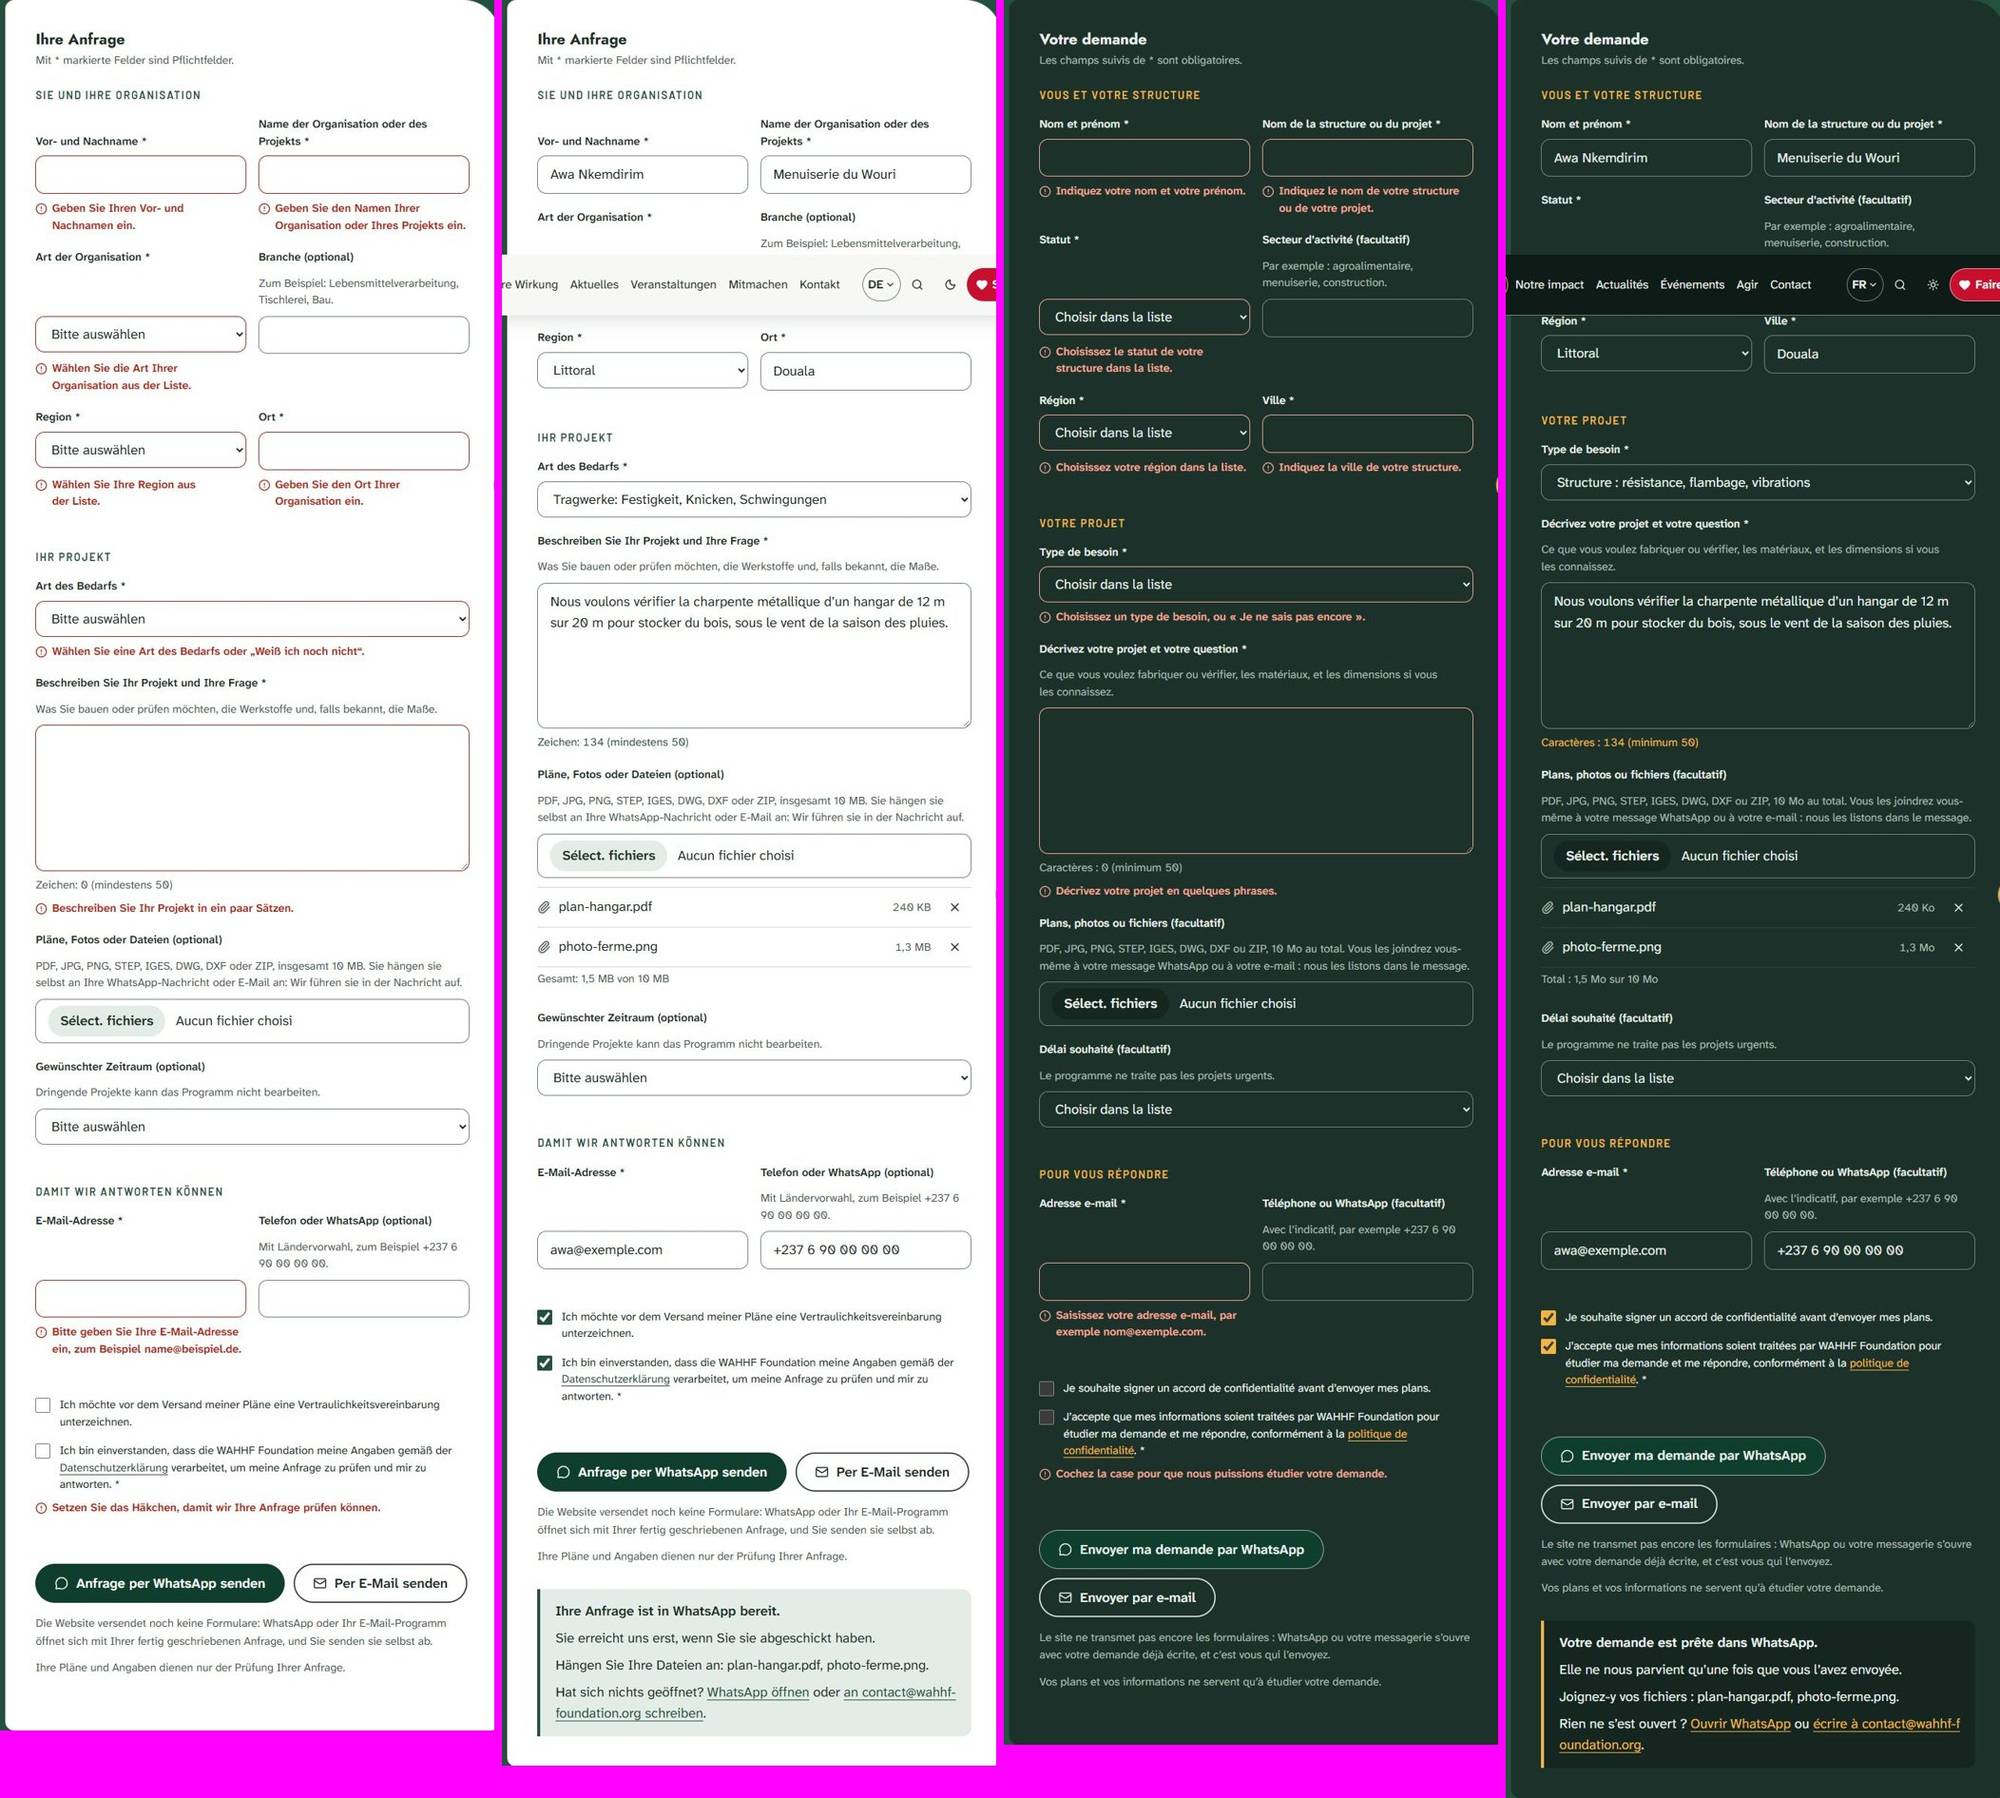 Ihre Anfrage
Mit * markierte Felder sind Pflichtfelder.
SIE UND IHRE ORGANISATION
Vor- und Nachname *
Name der Organisation oder des
Projekts *
Geben Sie Ihren Vor- und
Nachnamen ein.
Geben Sie den Namen Ihrer
Organisation oder Ihres Projekts ein.
Art der Organisation *
Branche (optional)
Zum Beispiel: Lebensmittelverarbeitung,
Tischlerei, Bau.
Bitte auswählen
Wählen Sie die Art Ihrer
Organisation aus der Liste.
Region *
Ort *
Bitte auswählen
Wählen Sie Ihre Region aus
der Liste.
Geben Sie den Ort Ihrer
Organisation ein.
IHR PROJEKT
Art des Bedarfs *
Bitte auswählen
Wählen Sie eine Art des Bedarfs oder „Weiß ich noch nicht“.
Beschreiben Sie Ihr Projekt und Ihre Frage *
Was Sie bauen oder prüfen möchten, die Werkstoffe und, falls bekannt, die Maße.
Zeichen: 0 (mindestens 50)
Beschreiben Sie Ihr Projekt in ein paar Sätzen.
Pläne, Fotos oder Dateien (optional)
PDF, JPG, PNG, STEP, IGES, DWG, DXF oder ZIP, insgesamt 10 MB. Sie hängen sie
selbst an Ihre WhatsApp-Nachricht oder E-Mail an: Wir führen sie in der Nachricht auf.
Sélect. fichiers Aucun fichier choisi
Gewünschter Zeitraum (optional)
Dringende Projekte kann das Programm nicht bearbeiten.
Bitte auswählen
DAMIT WIR ANTWORTEN KÖNNEN
E-Mail-Adresse *
Telefon oder WhatsApp (optional)
Mit Ländervorwahl, zum Beispiel +237 6
90 00 00 00.
Bitte geben Sie Ihre E-Mail-Adresse
ein, zum Beispiel name@beispiel.de.
Ich möchte vor dem Versand meiner Pläne eine Vertraulichkeitsvereinbarung
unterzeichnen.
Ich bin einverstanden, dass die WAHHF Foundation meine Angaben gemäß der
Datenschutzerklärung verarbeitet, um meine Anfrage zu prüfen und mir zu
antworten. *
Setzen Sie das Häkchen, damit wir Ihre Anfrage prüfen können.
Anfrage per WhatsApp senden
Per E-Mail senden
Die Website versendet noch keine Formulare: WhatsApp oder Ihr E-Mail-Programm
öffnet sich mit Ihrer fertig geschriebenen Anfrage, und Sie senden sie selbst ab.
Ihre Pläne und Angaben dienen nur der Prüfung Ihrer Anfrage.
Ihre Anfrage
Mit * markierte Felder sind Pflichtfelder.
SIE UND IHRE ORGANISATION
Vor- und Nachname *
Name der Organisation oder des
Projekts *
Awa Nkemdirim
Menuiserie du Wouri
Art der Organisation *
Branche (optional)
Zum Beispiel: Lebensmittelverarbeitung,
re Wirkung Aktuelles Veranstaltungen Mitmachen Kontakt DE S
Region *
Ort *
Littoral
Douala
IHR PROJEKT
Art des Bedarfs *
Tragwerke: Festigkeit, Knicken, Schwingungen
Beschreiben Sie Ihr Projekt und Ihre Frage *
Was Sie bauen oder prüfen möchten, die Werkstoffe und, falls bekannt, die Maße.
Nous voulons vérifier la charpente métallique d’un hangar de 12 m
sur 20 m pour stocker du bois, sous le vent de la saison des pluies.
Zeichen: 134 (mindestens 50)
Pläne, Fotos oder Dateien (optional)
PDF, JPG, PNG, STEP, IGES, DWG, DXF oder ZIP, insgesamt 10 MB. Sie hängen sie
selbst an Ihre WhatsApp-Nachricht oder E-Mail an: Wir führen sie in der Nachricht auf.
Sélect. fichiers Aucun fichier choisi
plan-hangar.pdf 240 KB
photo-ferme.png 1,3 MB
Gesamt: 1,5 MB von 10 MB
Gewünschter Zeitraum (optional)
Dringende Projekte kann das Programm nicht bearbeiten.
Bitte auswählen
DAMIT WIR ANTWORTEN KÖNNEN
E-Mail-Adresse *
Telefon oder WhatsApp (optional)
Mit Ländervorwahl, zum Beispiel +237 6
90 00 00 00.
awa@exemple.com
+237 6 90 00 00 00
Ich möchte vor dem Versand meiner Pläne eine Vertraulichkeitsvereinbarung
unterzeichnen.
Ich bin einverstanden, dass die WAHHF Foundation meine Angaben gemäß der
Datenschutzerklärung verarbeitet, um meine Anfrage zu prüfen und mir zu
antworten. *
Anfrage per WhatsApp senden
Per E-Mail senden
Die Website versendet noch keine Formulare: WhatsApp oder Ihr E-Mail-Programm
öffnet sich mit Ihrer fertig geschriebenen Anfrage, und Sie senden sie selbst ab.
Ihre Pläne und Angaben dienen nur der Prüfung Ihrer Anfrage.
Ihre Anfrage ist in WhatsApp bereit.
Sie erreicht uns erst, wenn Sie sie abgeschickt haben.
Hängen Sie Ihre Dateien an: plan-hangar.pdf, photo-ferme.png.
Hat sich nichts geöffnet? WhatsApp öffnen oder an contact@wahhf-
foundation.org schreiben.
Votre demande
Les champs suivis de * sont obligatoires.
VOUS ET VOTRE STRUCTURE
Nom et prénom *
Nom de la structure ou du projet *
Indiquez votre nom et votre prénom.
Indiquez le nom de votre structure
ou de votre projet.
Statut *
Secteur d’activité (facultatif)
Par exemple : agroalimentaire,
menuiserie, construction.
Choisir dans la liste
Choisissez le statut de votre
structure dans la liste.
Région *
Ville *
Choisir dans la liste
Choisissez votre région dans la liste.
Indiquez la ville de votre structure.
VOTRE PROJET
Type de besoin *
Choisir dans la liste
Choisissez un type de besoin, ou « Je ne sais pas encore ».
Décrivez votre projet et votre question *
Ce que vous voulez fabriquer ou vérifier, les matériaux, et les dimensions si vous
les connaissez.
Caractères : 0 (minimum 50)
Décrivez votre projet en quelques phrases.
Plans, photos ou fichiers (facultatif)
PDF, JPG, PNG, STEP, IGES, DWG, DXF ou ZIP, 10 Mo au total. Vous les joindrez vous-
même à votre message WhatsApp ou à votre e-mail : nous les listons dans le message.
Sélect. fichiers Aucun fichier choisi
Délai souhaité (facultatif)
Le programme ne traite pas les projets urgents.
Choisir dans la liste
POUR VOUS RÉPONDRE
Adresse e-mail *
Téléphone ou WhatsApp (facultatif)
Avec l’indicatif, par exemple +237 6 90
00 00 00.
Saisissez votre adresse e-mail, par
exemple nom@exemple.com.
Je souhaite signer un accord de confidentialité avant d’envoyer mes plans.
J’accepte que mes informations soient traitées par WAHHF Foundation pour
étudier ma demande et me répondre, conformément à la politique de
confidentialité. *
Cochez la case pour que nous puissions étudier votre demande.
Envoyer ma demande par WhatsApp
Envoyer par e-mail
Le site ne transmet pas encore les formulaires : WhatsApp ou votre messagerie s’ouvre
avec votre demande déjà écrite, et c’est vous qui l’envoyez.
Vos plans et vos informations ne servent qu’à étudier votre demande.
Votre demande
Les champs suivis de * sont obligatoires.
VOUS ET VOTRE STRUCTURE
Nom et prénom *
Nom de la structure ou du projet *
Awa Nkemdirim
Menuiserie du Wouri
Statut *
Secteur d’activité (facultatif)
Par exemple : agroalimentaire,
menuiserie, construction.
Notre impact Actualités Événements Agir Contact FR Faire
Région *
Ville *
Littoral
Douala
VOTRE PROJET
Type de besoin *
Structure : résistance, flambage, vibrations
Décrivez votre projet et votre question *
Ce que vous voulez fabriquer ou vérifier, les matériaux, et les dimensions si vous
les connaissez.
Nous voulons vérifier la charpente métallique d’un hangar de 12 m
sur 20 m pour stocker du bois, sous le vent de la saison des pluies.
Caractères : 134 (minimum 50)
Plans, photos ou fichiers (facultatif)
PDF, JPG, PNG, STEP, IGES, DWG, DXF ou ZIP, 10 Mo au total. Vous les joindrez vous-
même à votre message WhatsApp ou à votre e-mail : nous les listons dans le message.
Sélect. fichiers Aucun fichier choisi
plan-hangar.pdf 240 Ko
photo-ferme.png 1,3 Mo
Total : 1,5 Mo sur 10 Mo
Délai souhaité (facultatif)
Le programme ne traite pas les projets urgents.
Choisir dans la liste
POUR VOUS RÉPONDRE
Adresse e-mail *
Téléphone ou WhatsApp (facultatif)
Avec l’indicatif, par exemple +237 6 90
00 00 00.
awa@exemple.com
+237 6 90 00 00 00
Je souhaite signer un accord de confidentialité avant d’envoyer mes plans.
J’accepte que mes informations soient traitées par WAHHF Foundation pour
étudier ma demande et me répondre, conformément à la politique de
confidentialité. *
Envoyer ma demande par WhatsApp
Envoyer par e-mail
Le site ne transmet pas encore les formulaires : WhatsApp ou votre messagerie s’ouvre
avec votre demande déjà écrite, et c’est vous qui l’envoyez.
Vos plans et vos informations ne servent qu’à étudier votre demande.
Votre demande est prête dans WhatsApp.
Elle ne nous parvient qu’une fois que vous l’avez envoyée.
Joignez-y vos fichiers : plan-hangar.pdf, photo-ferme.png.
Rien ne s’est ouvert ? Ouvrir WhatsApp ou écrire à contact@wahhf-f
oundation.org.